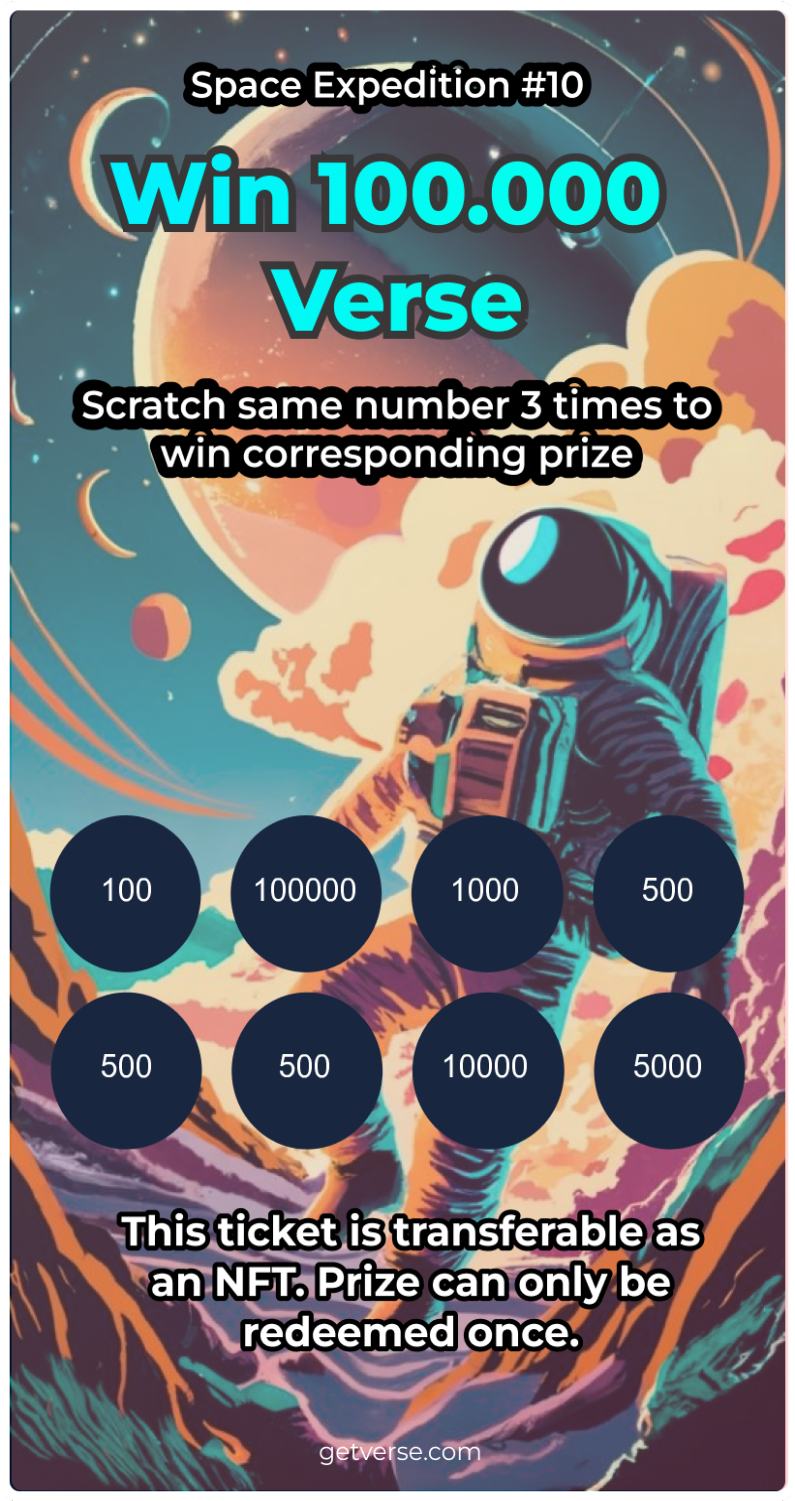 Space Expedition #10
Win 100.000
Verse
Scratch same number 3 times to
win corresponding prize
100 100000 1000 500
500 500 10000 5000
This ticket is transferable as
an NFT. Prize can only be
redeemed once.
getverse.com